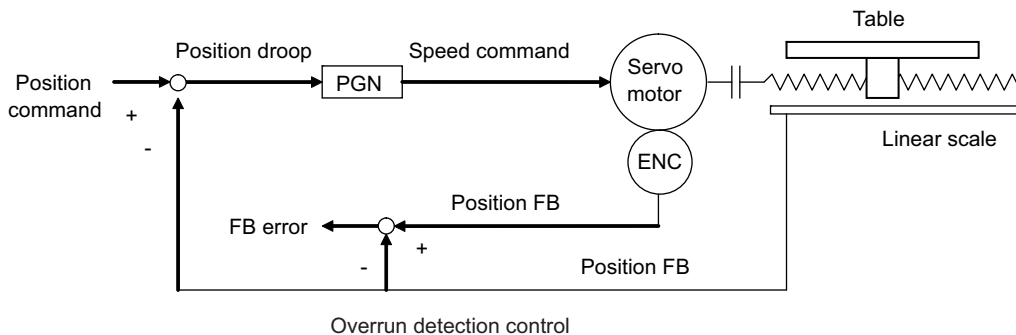 Table
Position droop
Speed command
Position
command
+
-
PGN
Servo
motor
Linear scale
ENC
Position FB
FB error
+
-
Position FB
Overrun detection control